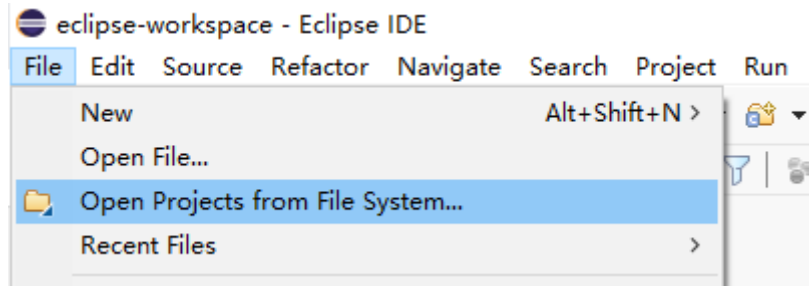 eclipse-workspace - Eclipse IDE
File Edit Source Refactor Navigate Search Project Run
New Alt+Shift+N >
Open File...
Open Projects from File System...
Recent Files >